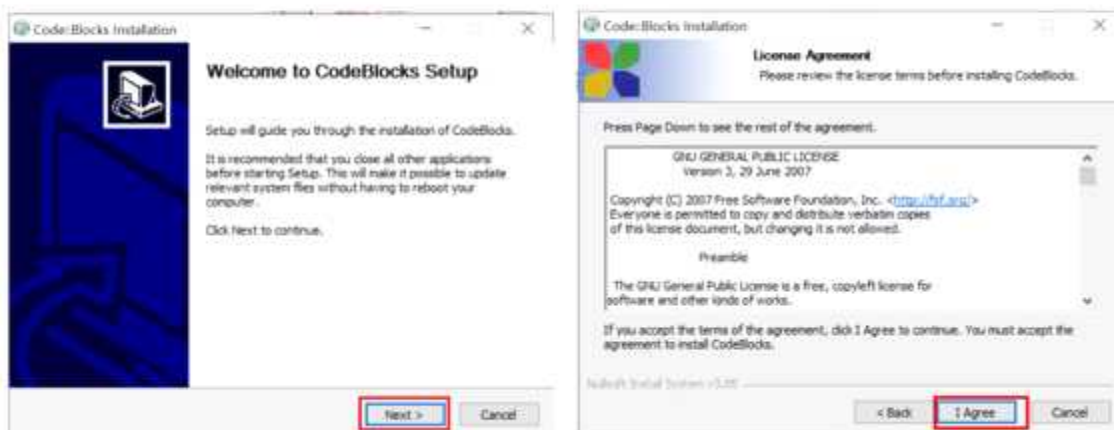 Code::Blocks Installation
Welcome to CodeBlocks Setup
Setup will guide you through the installation of CodeBlocks.
It is recommended that you close all other applications
before starting Setup. This will make it possible to update
relevant system files without having to reboot your
computer.
Click Next to continue.
Next >
Cancel
Code::Blocks Installation
License Agreement
Please review the license terms before installing CodeBlocks.
Press Page Down to see the rest of the agreement.
GNU GENERAL PUBLIC LICENSE
Version 3, 29 June 2007
Copyright (C) 2007 Free Software Foundation, Inc. <http://fsf.org/>
Everyone is permitted to copy and distribute verbatim copies
of this license document, but changing it is not allowed.
Preamble
The GNU General Public License is a free, copyleft license for
software and other kinds of works.
If you accept the terms of the agreement, click I Agree to continue. You must accept the
agreement to install CodeBlocks.
Nullsoft Install System
< Back
I Agree
Cancel